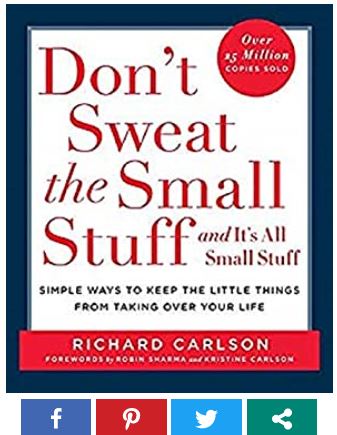 Over
25 Million
COPIES SOLD
Don't
Sweat
the Small
Stuff and It's All
Small Stuff
SIMPLE WAYS TO KEEP THE LITTLE THINGS
FROM TAKING OVER YOUR LIFE
RICHARD CARLSON
FOREWORDS by ROBIN SHARMA and KRISTINE CARLSON